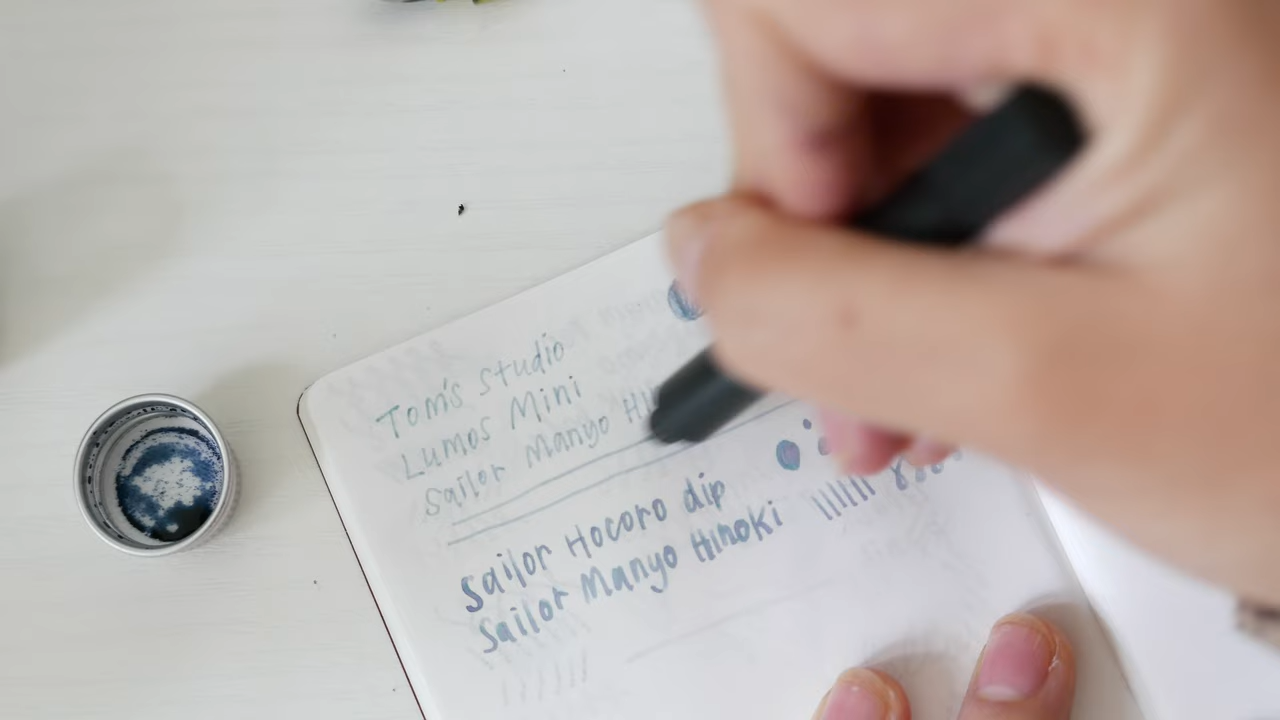 Tom's Studio
Lumos Mini
Sailor Manyo
Sailor Hocoro dip
Sailor Manyo Hinoki